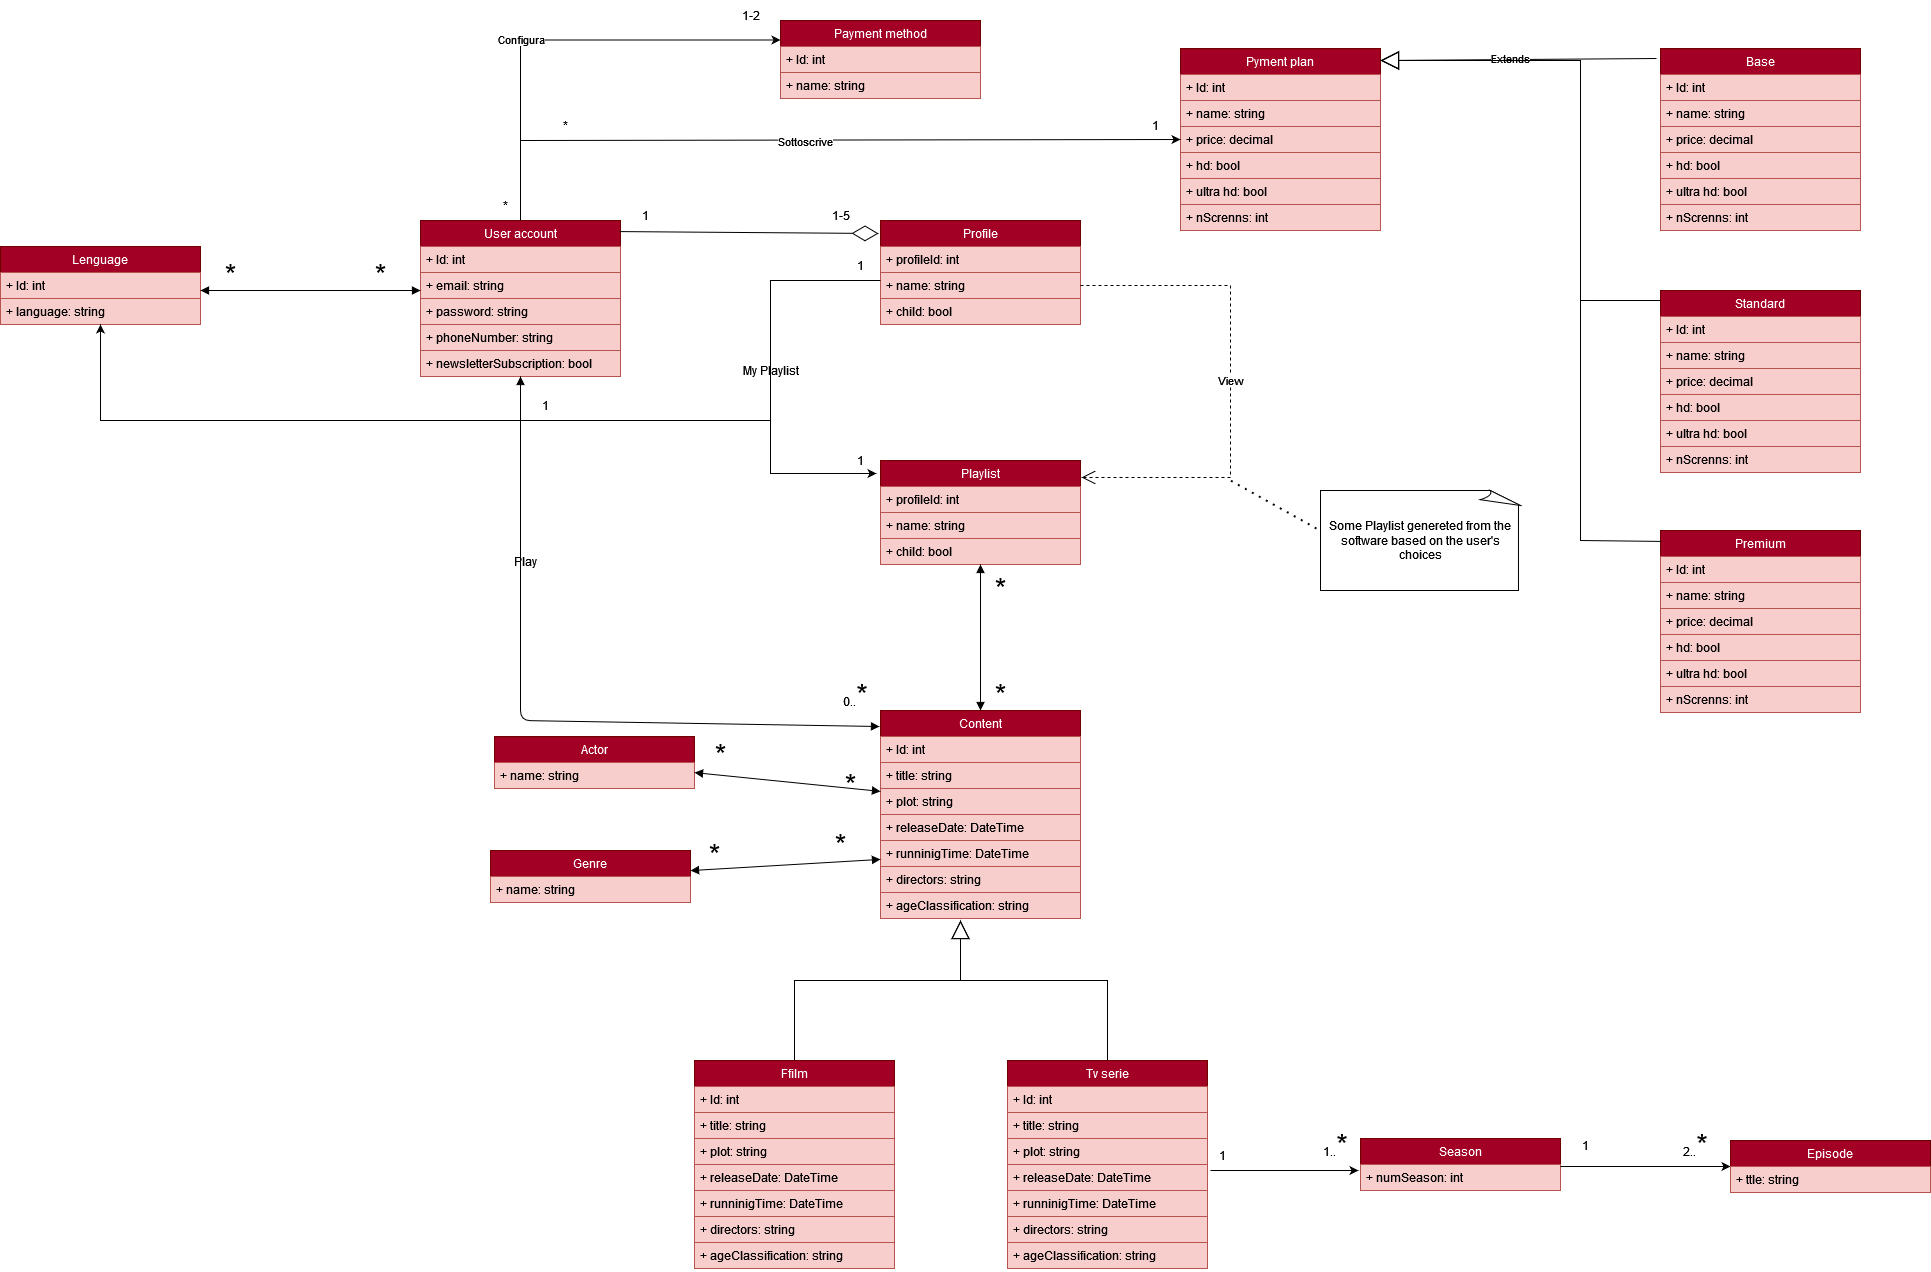 1-2
Configura
Payment method
+ Id: int
+ name: string
*
Sottoscrive
1
Pyment plan
+ Id: int
+ name: string
+ price: decimal
+ hd: bool
+ ultra hd: bool
+ nScrenns: int
Extends
Base
+ Id: int
+ name: string
+ price: decimal
+ hd: bool
+ ultra hd: bool
+ nScrenns: int
*
User account
+ Id: int
+ email: string
+ password: string
+ phoneNumber: string
+ newsletterSubscription: bool
1
1-5
Profile
+ profileId: int
+ name: string
+ child: bool
Lenguage
+ Id: int
+ language: string
*
*
1
My Playlist
View
1
1
Standard
+ Id: int
+ name: string
+ price: decimal
+ hd: bool
+ ultra hd: bool
+ nScrenns: int
Playlist
+ profileId: int
+ name: string
+ child: bool
Some Playlist genereted from the
software based on the user's
choices
Play
Premium
+ Id: int
+ name: string
+ price: decimal
+ hd: bool
+ ultra hd: bool
+ nScrenns: int
*
*
0..*
Content
+ Id: int
+ title: string
+ plot: string
+ releaseDate: DateTime
+ runninigTime: DateTime
+ directors: string
+ ageClassification: string
Actor
+ name: string
*
*
Genre
+ name: string
*
*
Ffilm
+ Id: int
+ title: string
+ plot: string
+ releaseDate: DateTime
+ runninigTime: DateTime
+ directors: string
+ ageClassification: string
Tv serie
+ Id: int
+ title: string
+ plot: string
+ releaseDate: DateTime
+ runninigTime: DateTime
+ directors: string
+ ageClassification: string
1
1..*
Season
+ numSeason: int
1
2..*
Episode
+ ttle: string